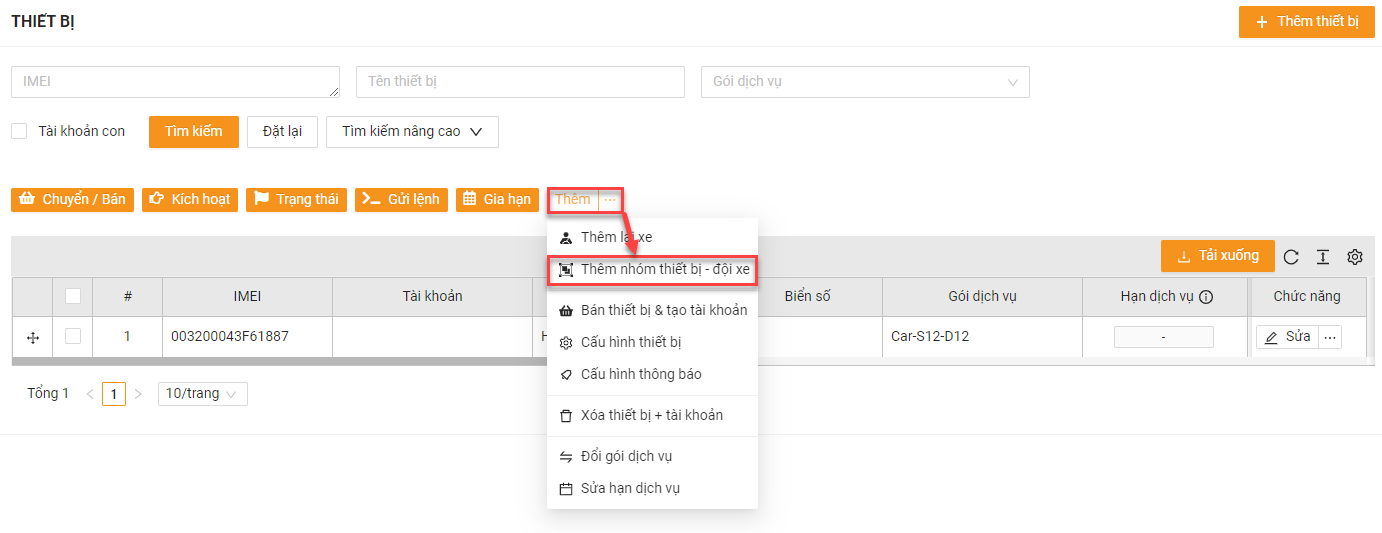 THIẾT BỊ
Thêm thiết bị
IMEI
Tên thiết bị
Gói dịch vụ
Tài khoản con
Tìm kiếm
Đặt lại
Tìm kiếm nâng cao
Chuyển / Bán
Kích hoạt
Trạng thái
Gửi lệnh
Gia hạn
Thêm
Thêm lái xe
Thêm nhóm thiết bị - đội xe
Bán thiết bị & tạo tài khoản
Cấu hình thiết bị
Cấu hình thông báo
Xóa thiết bị + tài khoản
Đổi gói dịch vụ
Sửa hạn dịch vụ
Tải xuống
#
IMEI
Tài khoản
Biển số
Gói dịch vụ
Hạn dịch vụ
Chức năng
1
003200043F61887
Car-S12-D12
-
Sửa
Tổng 1
1
10/trang